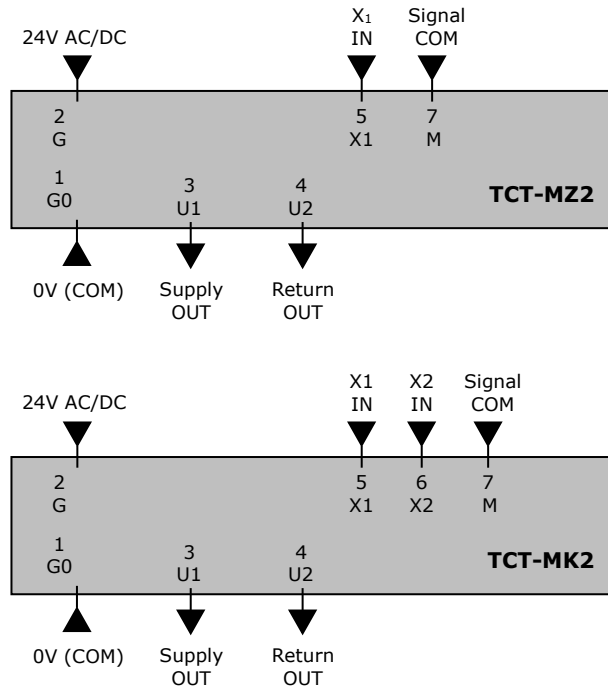 X₁ Signal
24V AC/DC IN COM
2 5 7
G X1 M
1 3 4
G0 U1 U2 TCT-MZ2
0V (COM) Supply Return
OUT OUT
X1 X2 Signal
24V AC/DC IN IN COM
2 5 6 7
G X1 X2 M
1 3 4
G0 U1 U2 TCT-MK2
0V (COM) Supply Return
OUT OUT